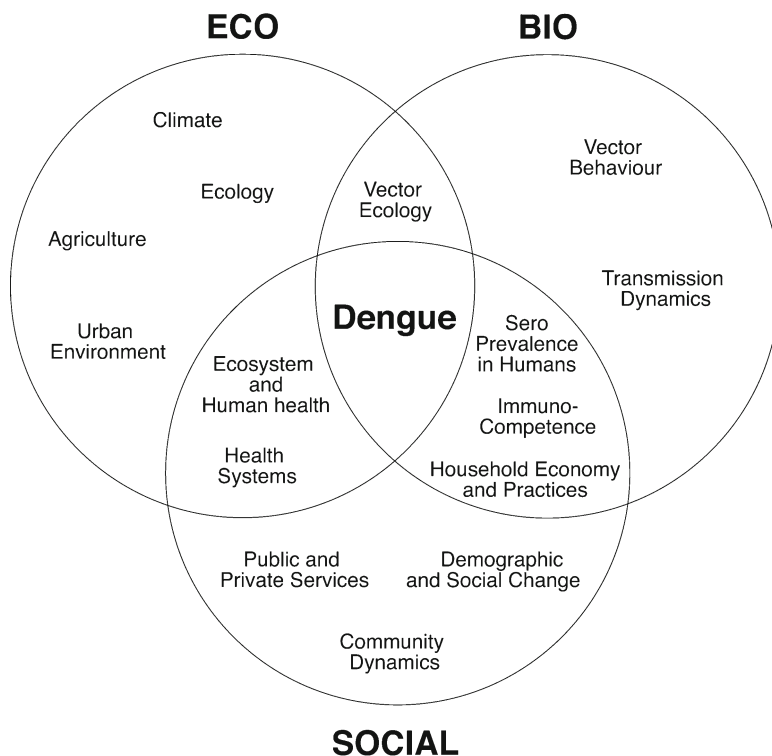 ECO
BIO
Climate
Vector
Behaviour
Ecology
Vector
Ecology
Agriculture
Transmission
Dynamics
Dengue
Urban
Environment
Sero
Prevalence
in Humans
Ecosystem
and
Human health
Immuno-
Competence
Health
Systems
Household Economy
and Practices
Public and
Private Services
Demographic
and Social Change
Community
Dynamics
SOCIAL